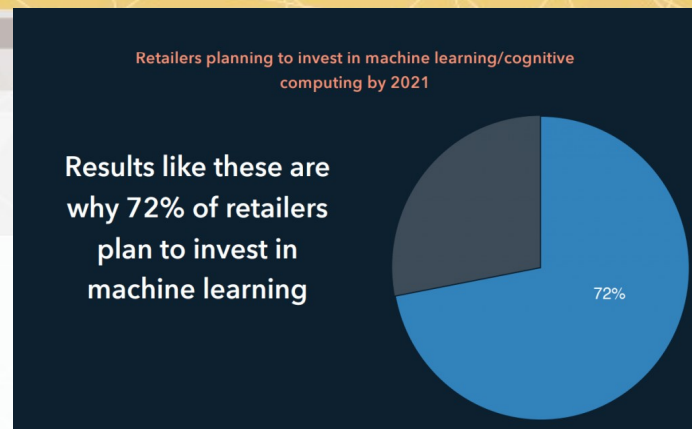 Retailers planning to invest in machine learning/cognitive
computing by 2021
Results like these are
why 72% of retailers
plan to invest in
machine learning
72%